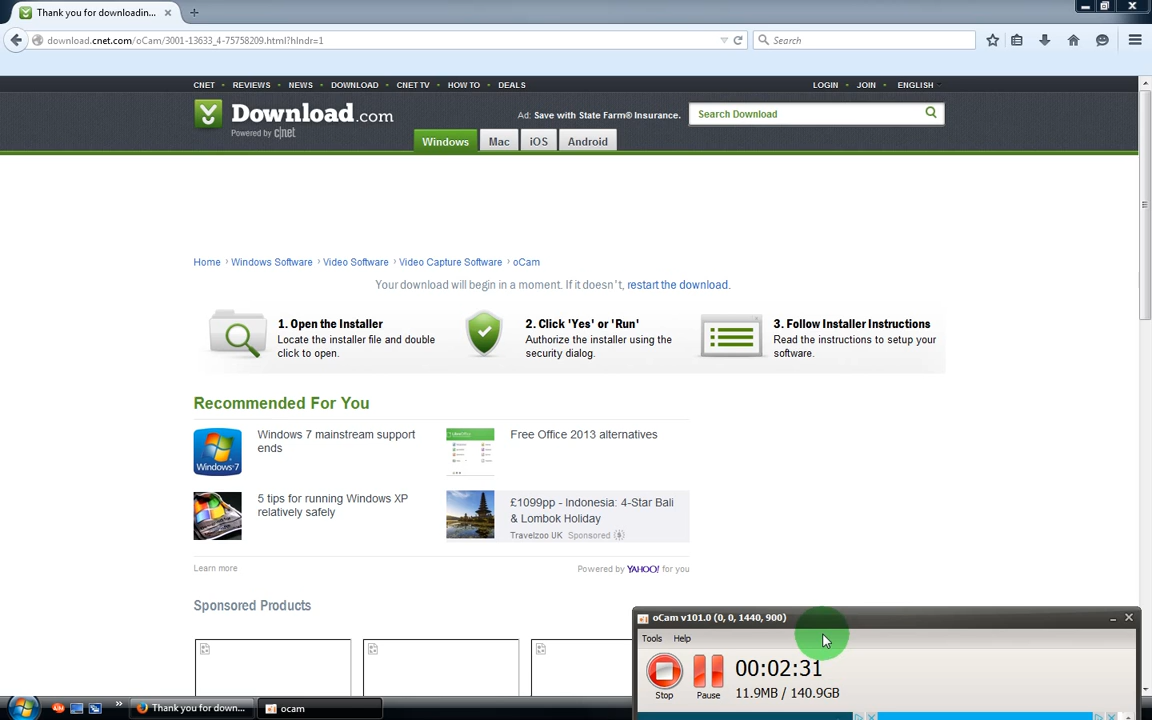 Thank you for downloadin...
download.cnet.com/oCam/3001-13633_4-75758209.html?hlndr=1
Search
CNET REVIEWS NEWS DOWNLOAD CNET TV HOW TO DEALS
LOGIN JOIN ENGLISH
Download.com
Powered by c|net
Ad: Save with State Farm® Insurance.
Search Download
Windows Mac iOS Android
Home › Windows Software › Video Software › Video Capture Software › oCam
Your download will begin in a moment. If it doesn't, restart the download.
1. Open the Installer
Locate the installer file and double
click to open.
2. Click 'Yes' or 'Run'
Authorize the installer using the
security dialog.
3. Follow Installer Instructions
Read the instructions to setup your
software.
Recommended For You
Windows 7 mainstream support
ends
Windows·7
Free Office 2013 alternatives
5 tips for running Windows XP
relatively safely
£1099pp - Indonesia: 4-Star Bali
& Lombok Holiday
Travelzoo UK Sponsored ($)
Learn more
Powered by YAHOO! for you
Sponsored Products
oCam v101.0 (0, 0, 1440, 900)
Tools Help
00:02:31
11.9MB / 140.9GB
Stop Pause
Thank you for down...
ocam